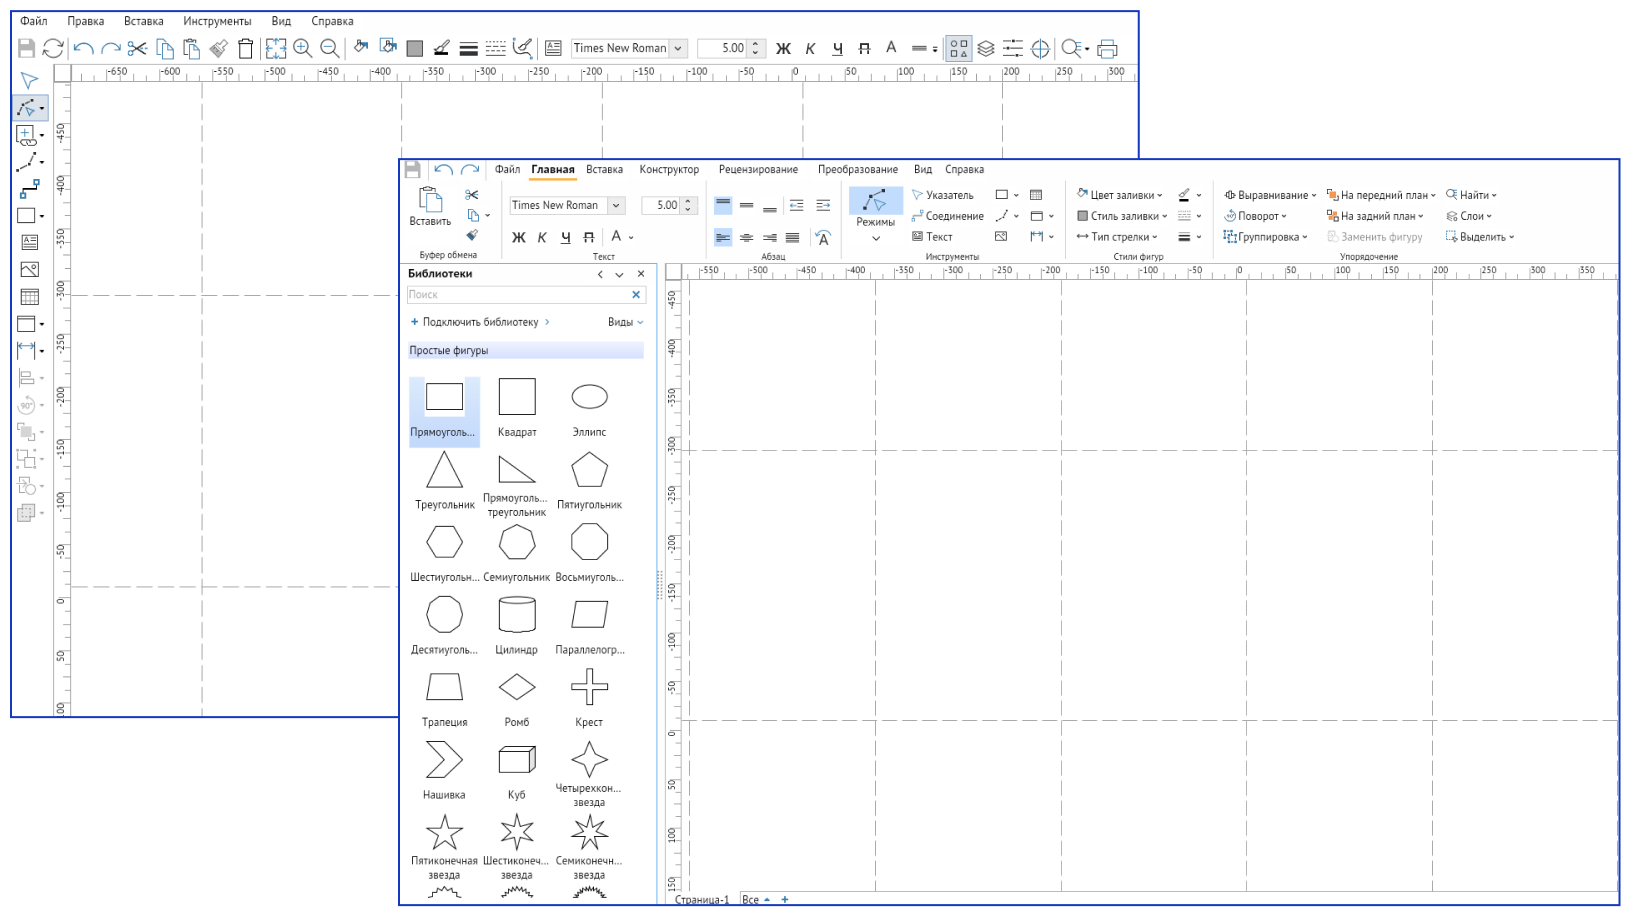 Файл Правка Вставка Инструменты Вид Справка
Times New Roman 5.00 Ж К Ч П А
-650 -600 -550 -500 -450 -400 -350 -300 -250 -200 -150 -100 -50 0 50 100 150 200 250 300
-450
-400
-350
-300
-250
-200
-150
-100
-50
0
50
100
90°
Файл Главная Вставка Конструктор Рецензирование Преобразование Вид Справка
Вставить
Буфер обмена
Times New Roman 5.00
Ж К Ч П А
Текст
А
Абзац
Режимы
Указатель
Соединение
Текст
Инструменты
Цвет заливки
Стиль заливки
Тип стрелки
Стили фигур
Выравнивание На передний план Найти
Поворот На задний план Слои
Группировка Заменить фигуру Выделить
Упорядочение
Библиотеки
Поиск
+ Подключить библиотеку > Виды
Простые фигуры
Прямоуголь... Квадрат Эллипс
Треугольник Прямоуголь... треугольник Пятиугольник
Шестиугольн... Семиугольник Восьмиуголь...
Десятиуголь... Цилиндр Параллелогр...
Трапеция Ромб Крест
Нашивка Куб Четырехкон... звезда
Пятиконечная звезда Шестиконеч... звезда Семиконечн... звезда
-550 -500 -450 -400 -350 -300 -250 -200 -150 -100 -50 0 50 100 150 200 250 300 350
-450
-400
-350
-300
-250
-200
-150
-100
-50
0
50
100
150
Страница-1 Все +